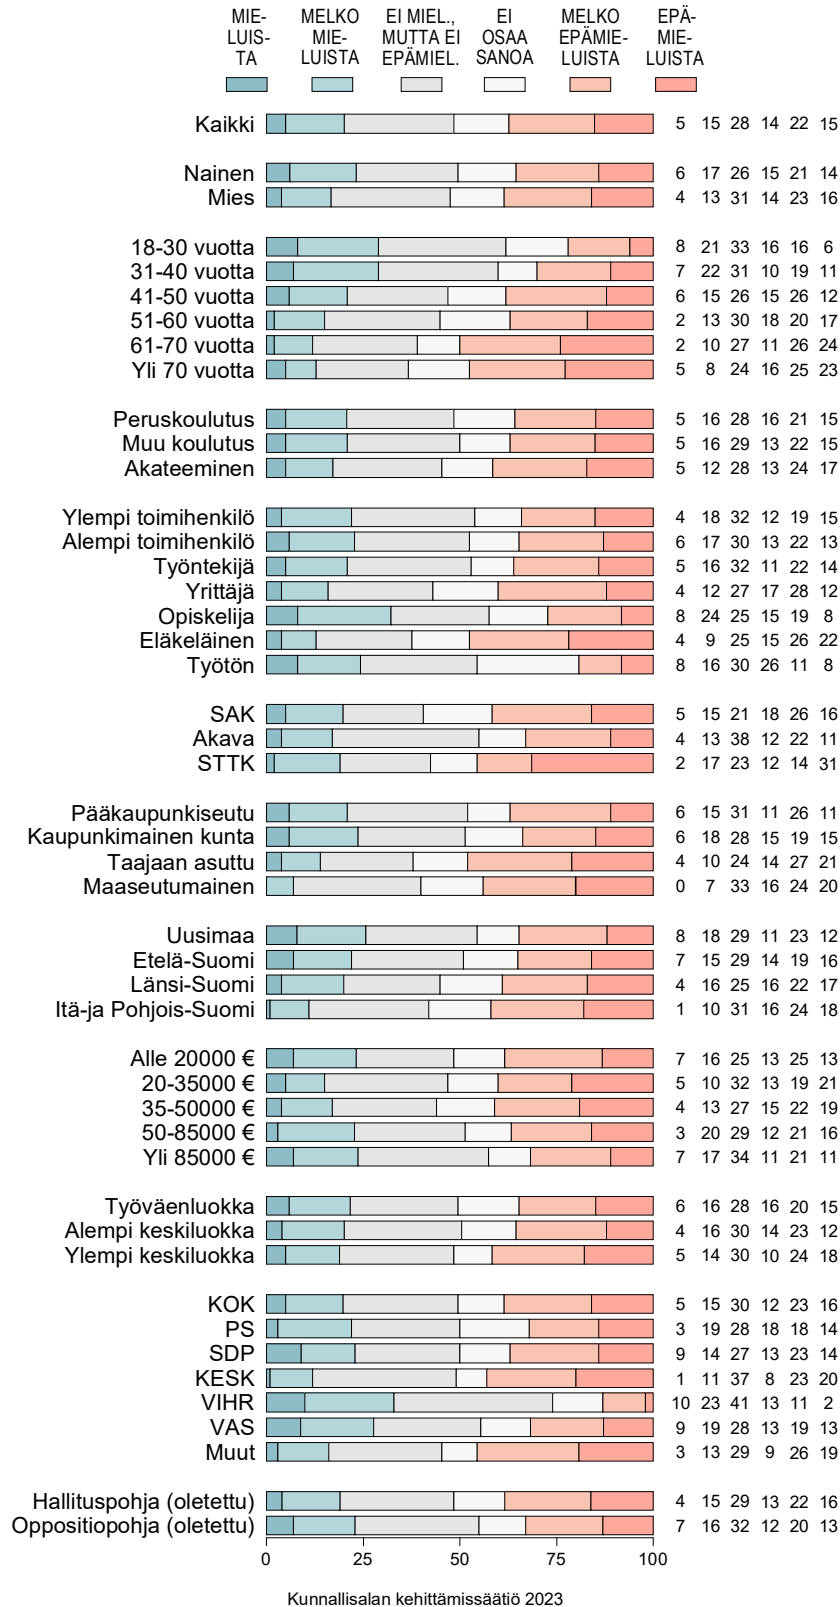 MIE-
LUIS-
TA
MELKO
MIE-
LUISTA
EI MIEL.,
MUTTA EI
EPÄMIEL.
EI
OSAA
SANOA
MELKO
EPÄMIE-
LUISTA
EPÄ-
MIE-
LUISTA
Kaikki 5 15 28 14 22 15
Nainen 6 17 26 15 21 14
Mies 4 13 31 14 23 16
18-30 vuotta 8 21 33 16 16 6
31-40 vuotta 7 22 31 10 19 11
41-50 vuotta 6 15 26 15 26 12
51-60 vuotta 2 13 30 18 20 17
61-70 vuotta 2 10 27 11 26 24
Yli 70 vuotta 5 8 24 16 25 23
Peruskoulutus 5 16 28 16 21 15
Muu koulutus 5 16 29 13 22 15
Akateeminen 5 12 28 13 24 17
Ylempi toimihenkilö 4 18 32 12 19 15
Alempi toimihenkilö 6 17 30 13 22 13
Työntekijä 5 16 32 11 22 14
Yrittäjä 4 12 27 17 28 12
Opiskelija 8 24 25 15 19 8
Eläkeläinen 4 9 25 15 26 22
Työtön 8 16 30 26 11 8
SAK 5 15 21 18 26 16
Akava 4 13 38 12 22 11
STTK 2 17 23 12 14 31
Pääkaupunkiseutu 6 15 31 11 26 11
Kaupunkimainen kunta 6 18 28 15 19 15
Taajaan asuttu 4 10 24 14 27 21
Maaseutumainen 0 7 33 16 24 20
Uusimaa 8 18 29 11 23 12
Etelä-Suomi 7 15 29 14 19 16
Länsi-Suomi 4 16 25 16 22 17
Itä-ja Pohjois-Suomi 1 10 31 16 24 18
Alle 20000 € 7 16 25 13 25 13
20-35000 € 5 10 32 13 19 21
35-50000 € 4 13 27 15 22 19
50-85000 € 3 20 29 12 21 16
Yli 85000 € 7 17 34 11 21 11
Työväenluokka 6 16 28 16 20 15
Alempi keskiluokka 4 16 30 14 23 12
Ylempi keskiluokka 5 14 30 10 24 18
KOK 5 15 30 12 23 16
PS 3 19 28 18 18 14
SDP 9 14 27 13 23 14
KESK 1 11 37 8 23 20
VIHR 10 23 41 13 11 2
VAS 9 19 28 13 19 13
Muut 3 13 29 9 26 19
Hallituspohja (oletettu) 4 15 29 13 22 16
Oppositiopohja (oletettu) 7 16 32 12 20 13
0 25 50 75 100
Kunnallisalan kehittämissäätiö 2023